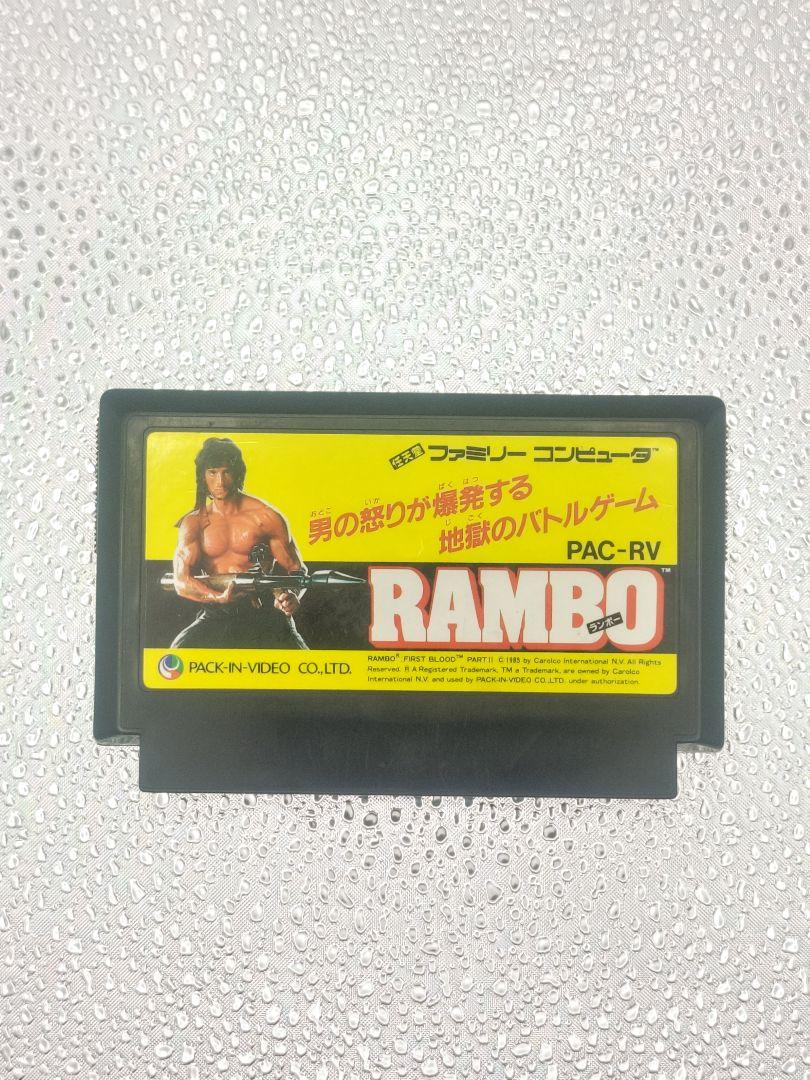 任天堂 ファミリー コンピュータ™
男の怒りが爆発する
おとこ いか ばく はつ
地獄のバトルゲーム
じ ごく
PAC-RV
RAMBO™
ランボー
PACK-IN-VIDEO CO.,LTD.
RAMBO® FIRST BLOOD™ PART II © 1985 by Carolco International N.V. All Rights
Reserved. ® A Registered Trademark, TM a Trademark, are owned by Carolco
International N.V. and used by PACK-IN-VIDEO CO.,LTD. under authorization.